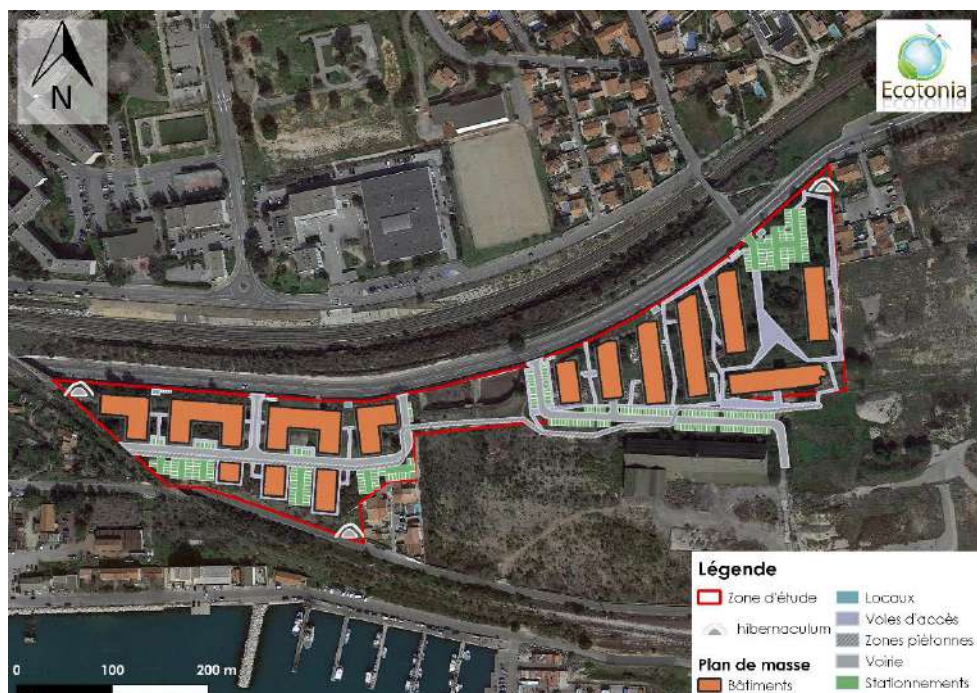 N
Ecotonia
Légende
Zone d'étude
hibernaculum
Plan de masse
Bâtiments
Locaux
Voies d'accès
Zones piétonnes
Voirie
Stationnements
0 100 200 m